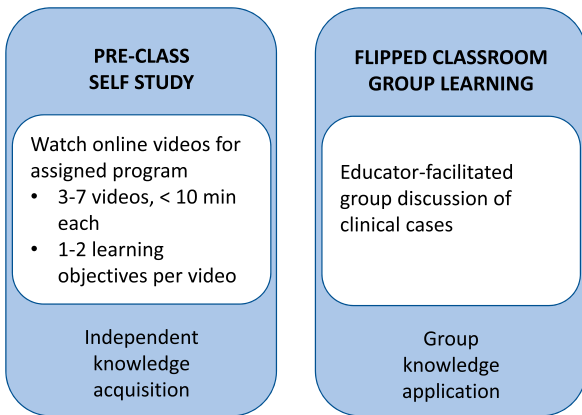 PRE-CLASS
SELF STUDY
Watch online videos for
assigned program
• 3-7 videos, < 10 min
each
• 1-2 learning
objectives per video
Independent
knowledge
acquisition
FLIPPED CLASSROOM
GROUP LEARNING
Educator-facilitated
group discussion of
clinical cases
Group
knowledge
application